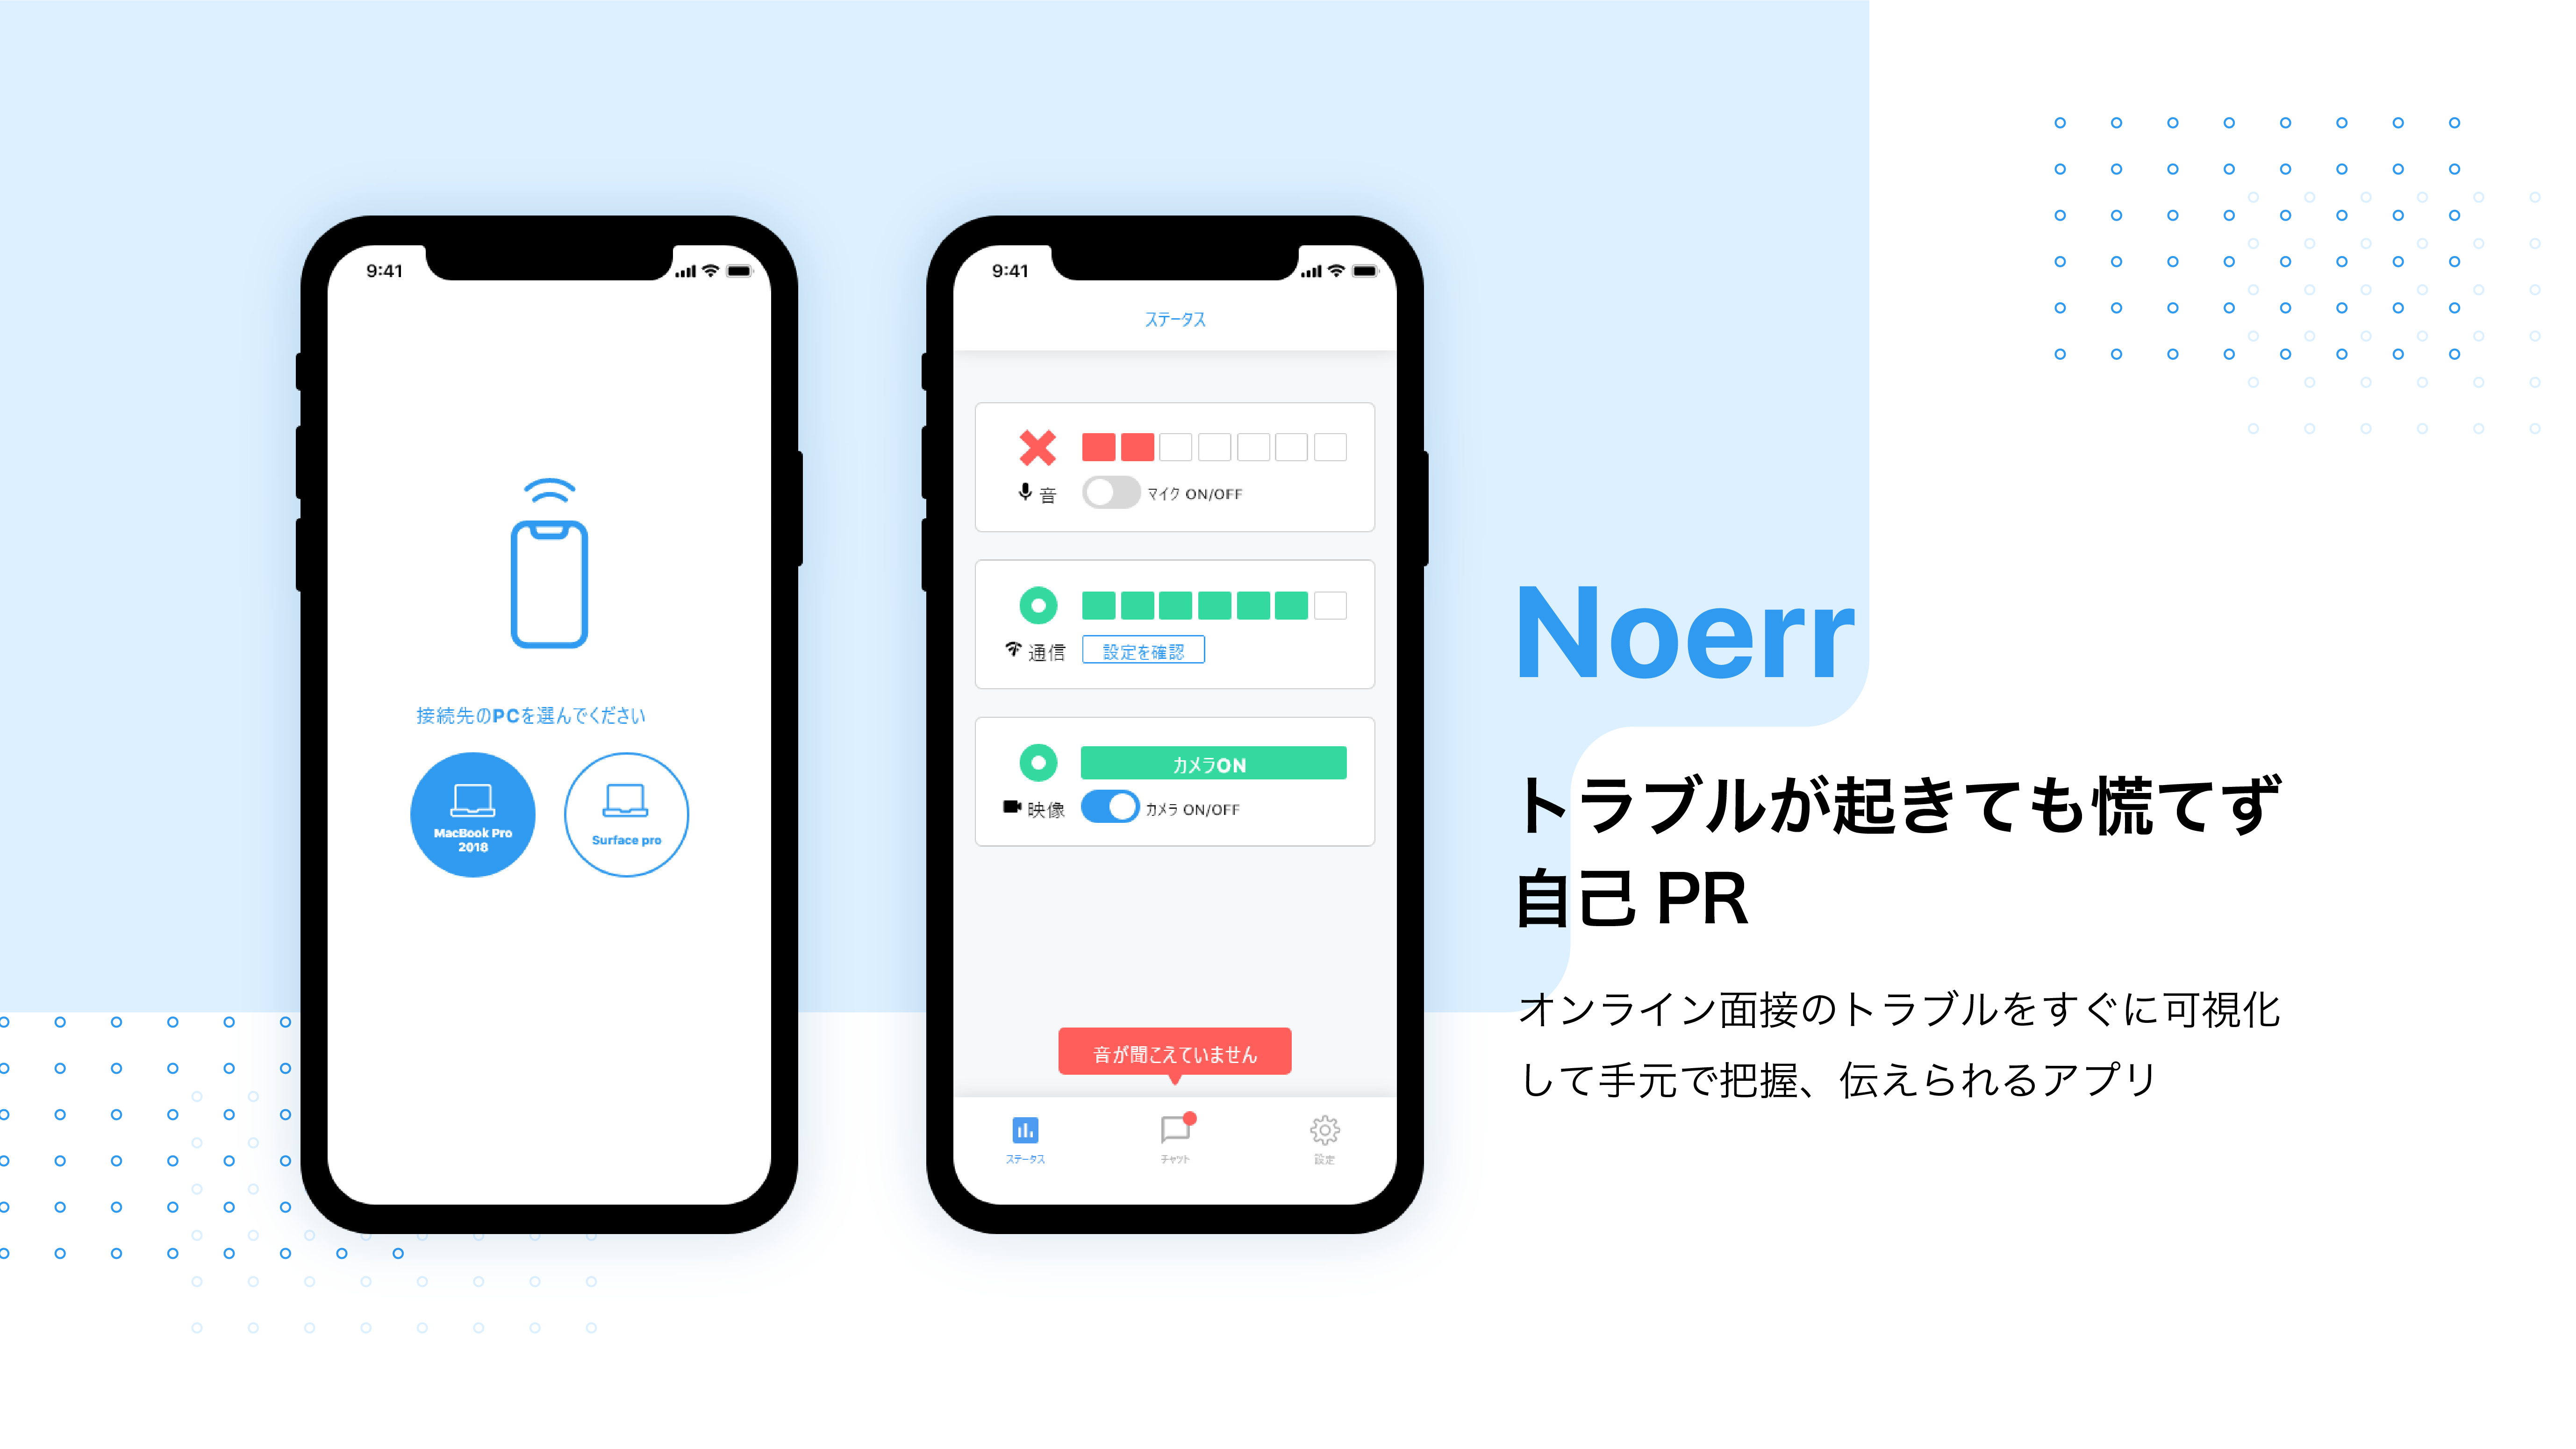 9:41
接続先のPCを選んでください
MacBook Pro
2018
Surface pro
9:41
ステータス
音
マイク ON/OFF
通信
設定を確認
カメラON
映像
カメラ ON/OFF
音が聞こえていません
ステータス
チャット
設定
Noerr
トラブルが起きても慌てず
自己 PR
オンライン面接のトラブルをすぐに可視化
して手元で把握、伝えられるアプリ